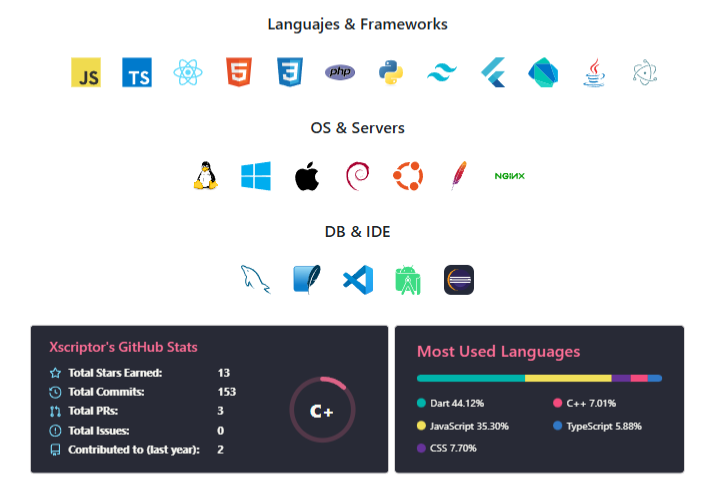 Languajes & Frameworks
JS TS php
OS & Servers
NGINX
DB & IDE
Xscriptor's GitHub Stats
Total Stars Earned: 13
Total Commits: 153
Total PRs: 3
Total Issues: 0
Contributed to (last year): 2
C+
Most Used Languages
Dart 44.12%
C++ 7.01%
JavaScript 35.30%
TypeScript 5.88%
CSS 7.70%